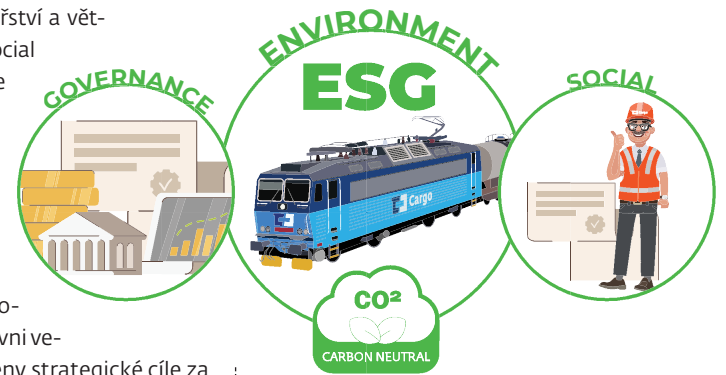 řství a vět-
ocial
e
GOVERNANCE
ENVIRONMENT
ESG
SOCIAL
Cargo
CO²
CARBON NEUTRAL
o-
vni ve-
eny strategické cíle za